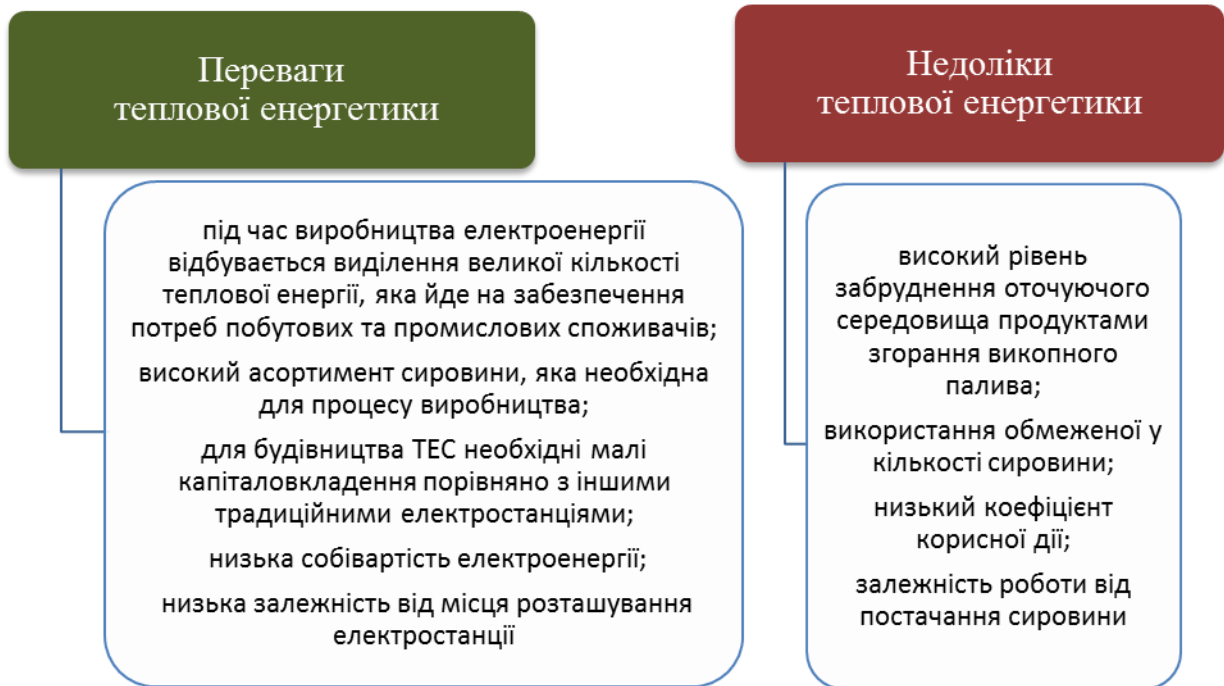 Переваги
теплової енергетики
під час виробництва електроенергії
відбувається виділення великої кількості
теплової енергії, яка йде на забезпечення
потреб побутових та промислових споживачів;
високий асортимент сировини, яка необхідна
для процесу виробництва;
для будівництва ТЕС необхідні малі
капіталовкладення порівняно з іншими
традиційними електростанціями;
низька собівартість електроенергії;
низька залежність від місця розташування
електростанції
Недоліки
теплової енергетики
високий рівень
забруднення оточуючого
середовища продуктами
згорання викопного
палива;
використання обмеженої у
кількості сировини;
низький коефіцієнт
корисної дії;
залежність роботи від
постачання сировини